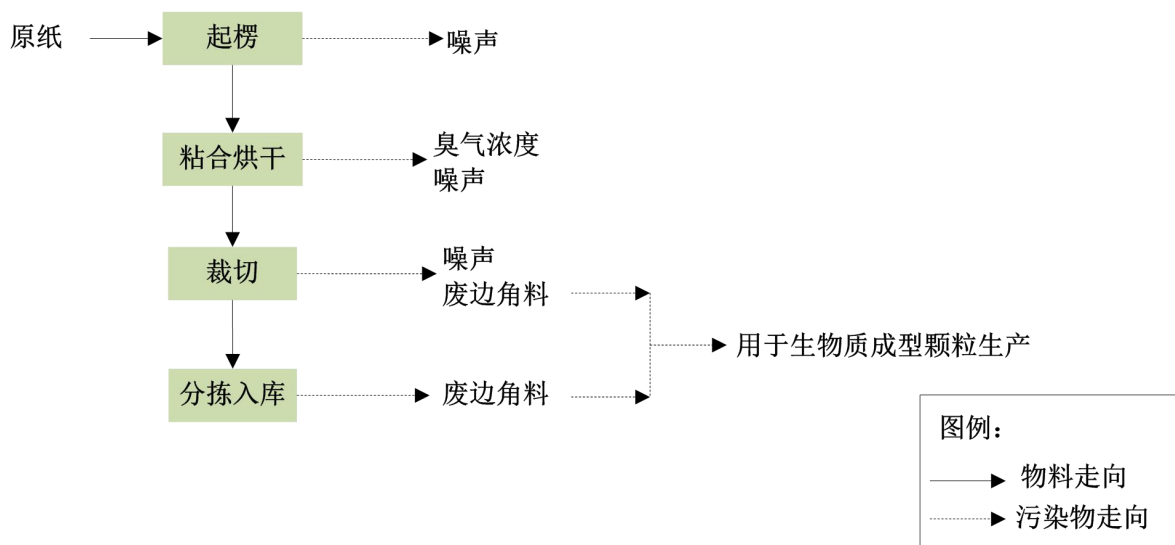 原纸
起楞
噪声
粘合烘干
臭气浓度
噪声
裁切
噪声
废边角料
用于生物质成型颗粒生产
分拣入库
废边角料
图例：
物料走向
污染物走向